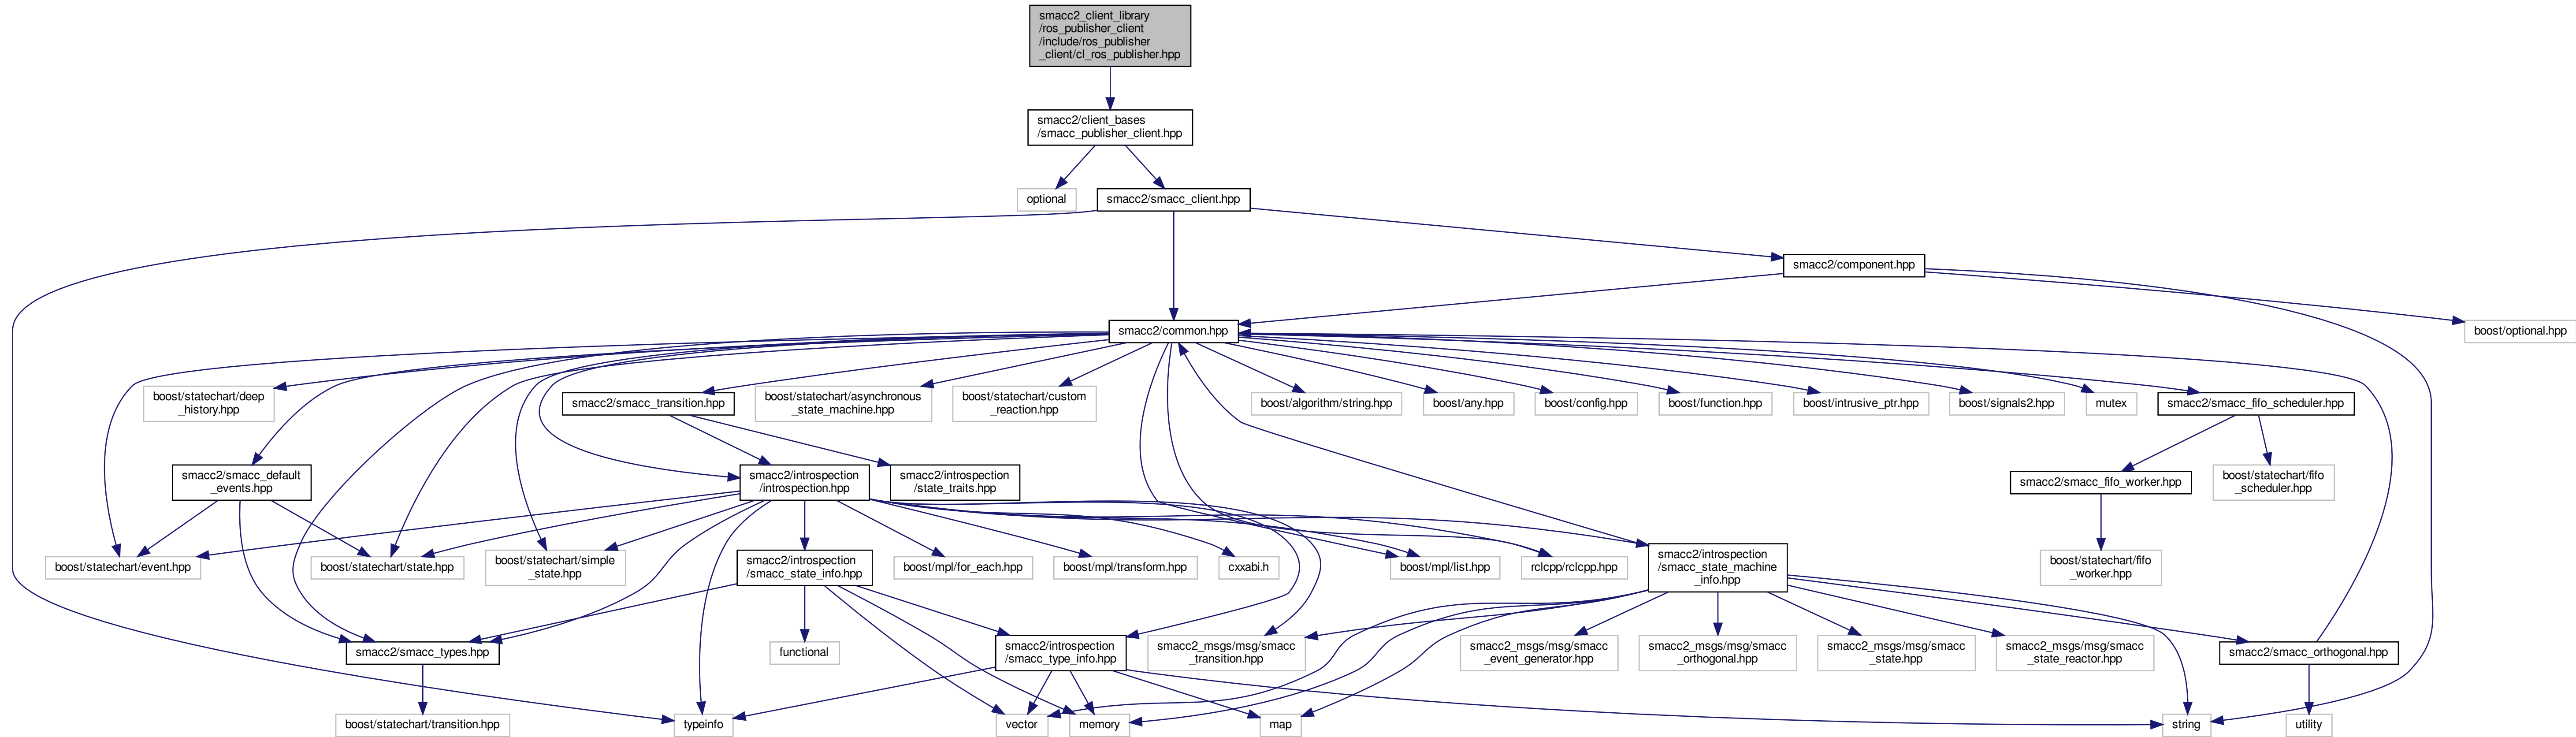 smacc2_client_library
/ros_publisher_client
/include/ros_publisher
_client/cl_ros_publisher.hpp
smacc2/client_bases
/smacc_publisher_client.hpp
optional
smacc2/smacc_client.hpp
smacc2/component.hpp
smacc2/common.hpp
boost/optional.hpp
boost/statechart/deep
_history.hpp
smacc2/smacc_transition.hpp
boost/statechart/asynchronous
_state_machine.hpp
boost/statechart/custom
_reaction.hpp
boost/algorithm/string.hpp
boost/any.hpp
boost/config.hpp
boost/function.hpp
boost/intrusive_ptr.hpp
boost/signals2.hpp
mutex
smacc2/smacc_fifo_scheduler.hpp
smacc2/smacc_default
_events.hpp
smacc2/introspection
/introspection.hpp
smacc2/introspection
/state_traits.hpp
smacc2/smacc_fifo_worker.hpp
boost/statechart/fifo
_scheduler.hpp
boost/statechart/event.hpp
boost/statechart/state.hpp
boost/statechart/simple
_state.hpp
smacc2/introspection
/smacc_state_info.hpp
boost/mpl/for_each.hpp
boost/mpl/transform.hpp
cxxabi.h
boost/mpl/list.hpp
rclcpp/rclcpp.hpp
smacc2/introspection
/smacc_state_machine
_info.hpp
boost/statechart/fifo
_worker.hpp
smacc2/smacc_types.hpp
functional
smacc2/introspection
/smacc_type_info.hpp
smacc2_msgs/msg/smacc
_transition.hpp
smacc2_msgs/msg/smacc
_event_generator.hpp
smacc2_msgs/msg/smacc
_orthogonal.hpp
smacc2_msgs/msg/smacc
_state.hpp
smacc2_msgs/msg/smacc
_state_reactor.hpp
smacc2/smacc_orthogonal.hpp
boost/statechart/transition.hpp
typeinfo
vector
memory
map
string
utility